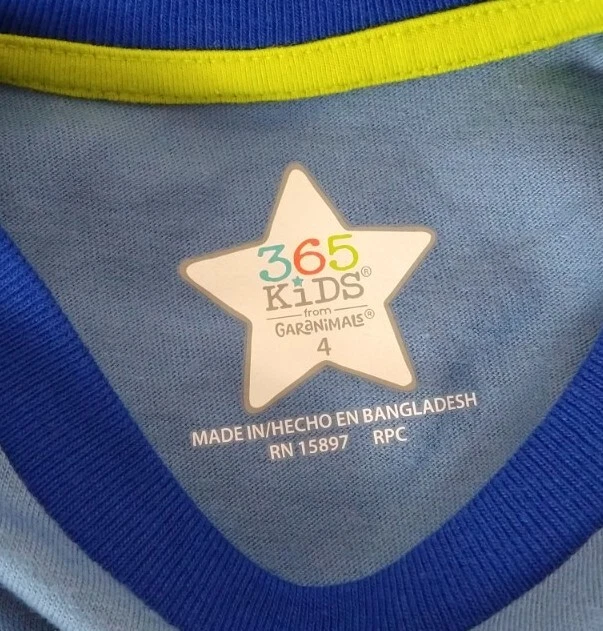 365
KiDS®
from
GARaNiMALS®
4
MADE IN/HECHO EN BANGLADESH
RN 15897 RPC